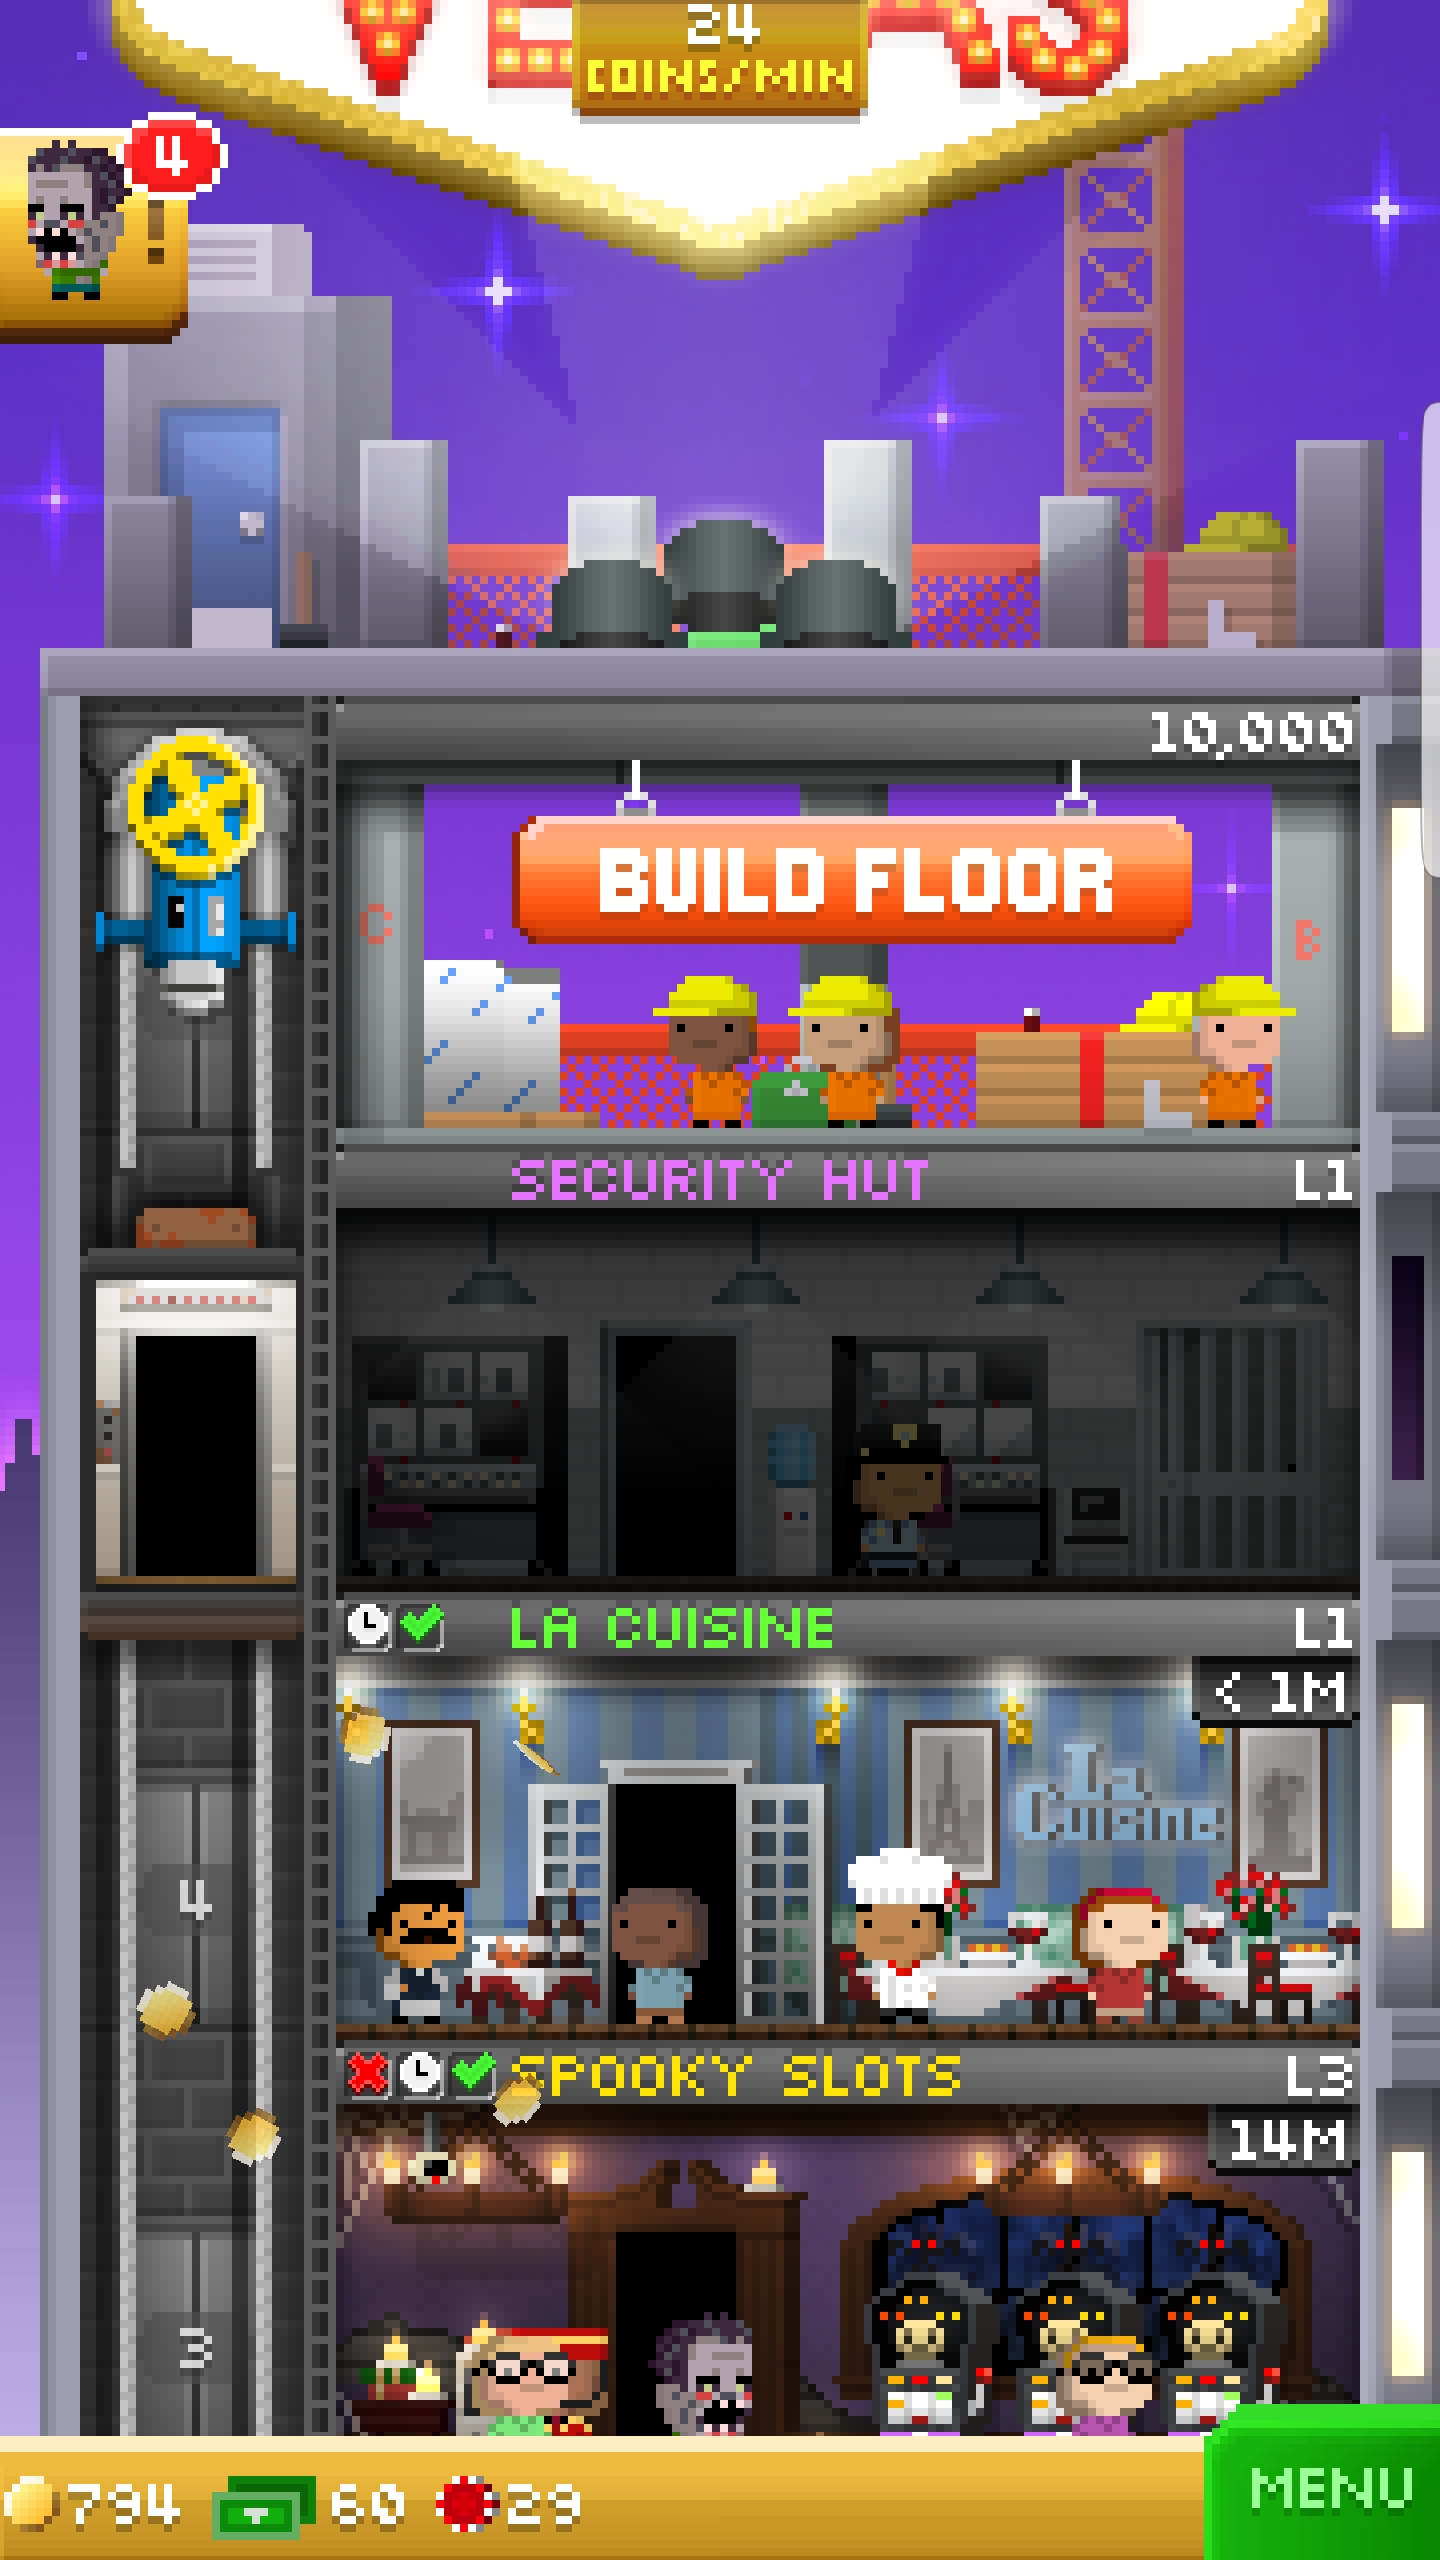 VEGAS
24
COINS/MIN
4
!
10,000
BUILD FLOOR
C
B
SECURITY HUT L1
LA CUISINE L1
< 1M
La
Cuisine
4
SPOOKY SLOTS L3
14M
3
794 60 29
MENU